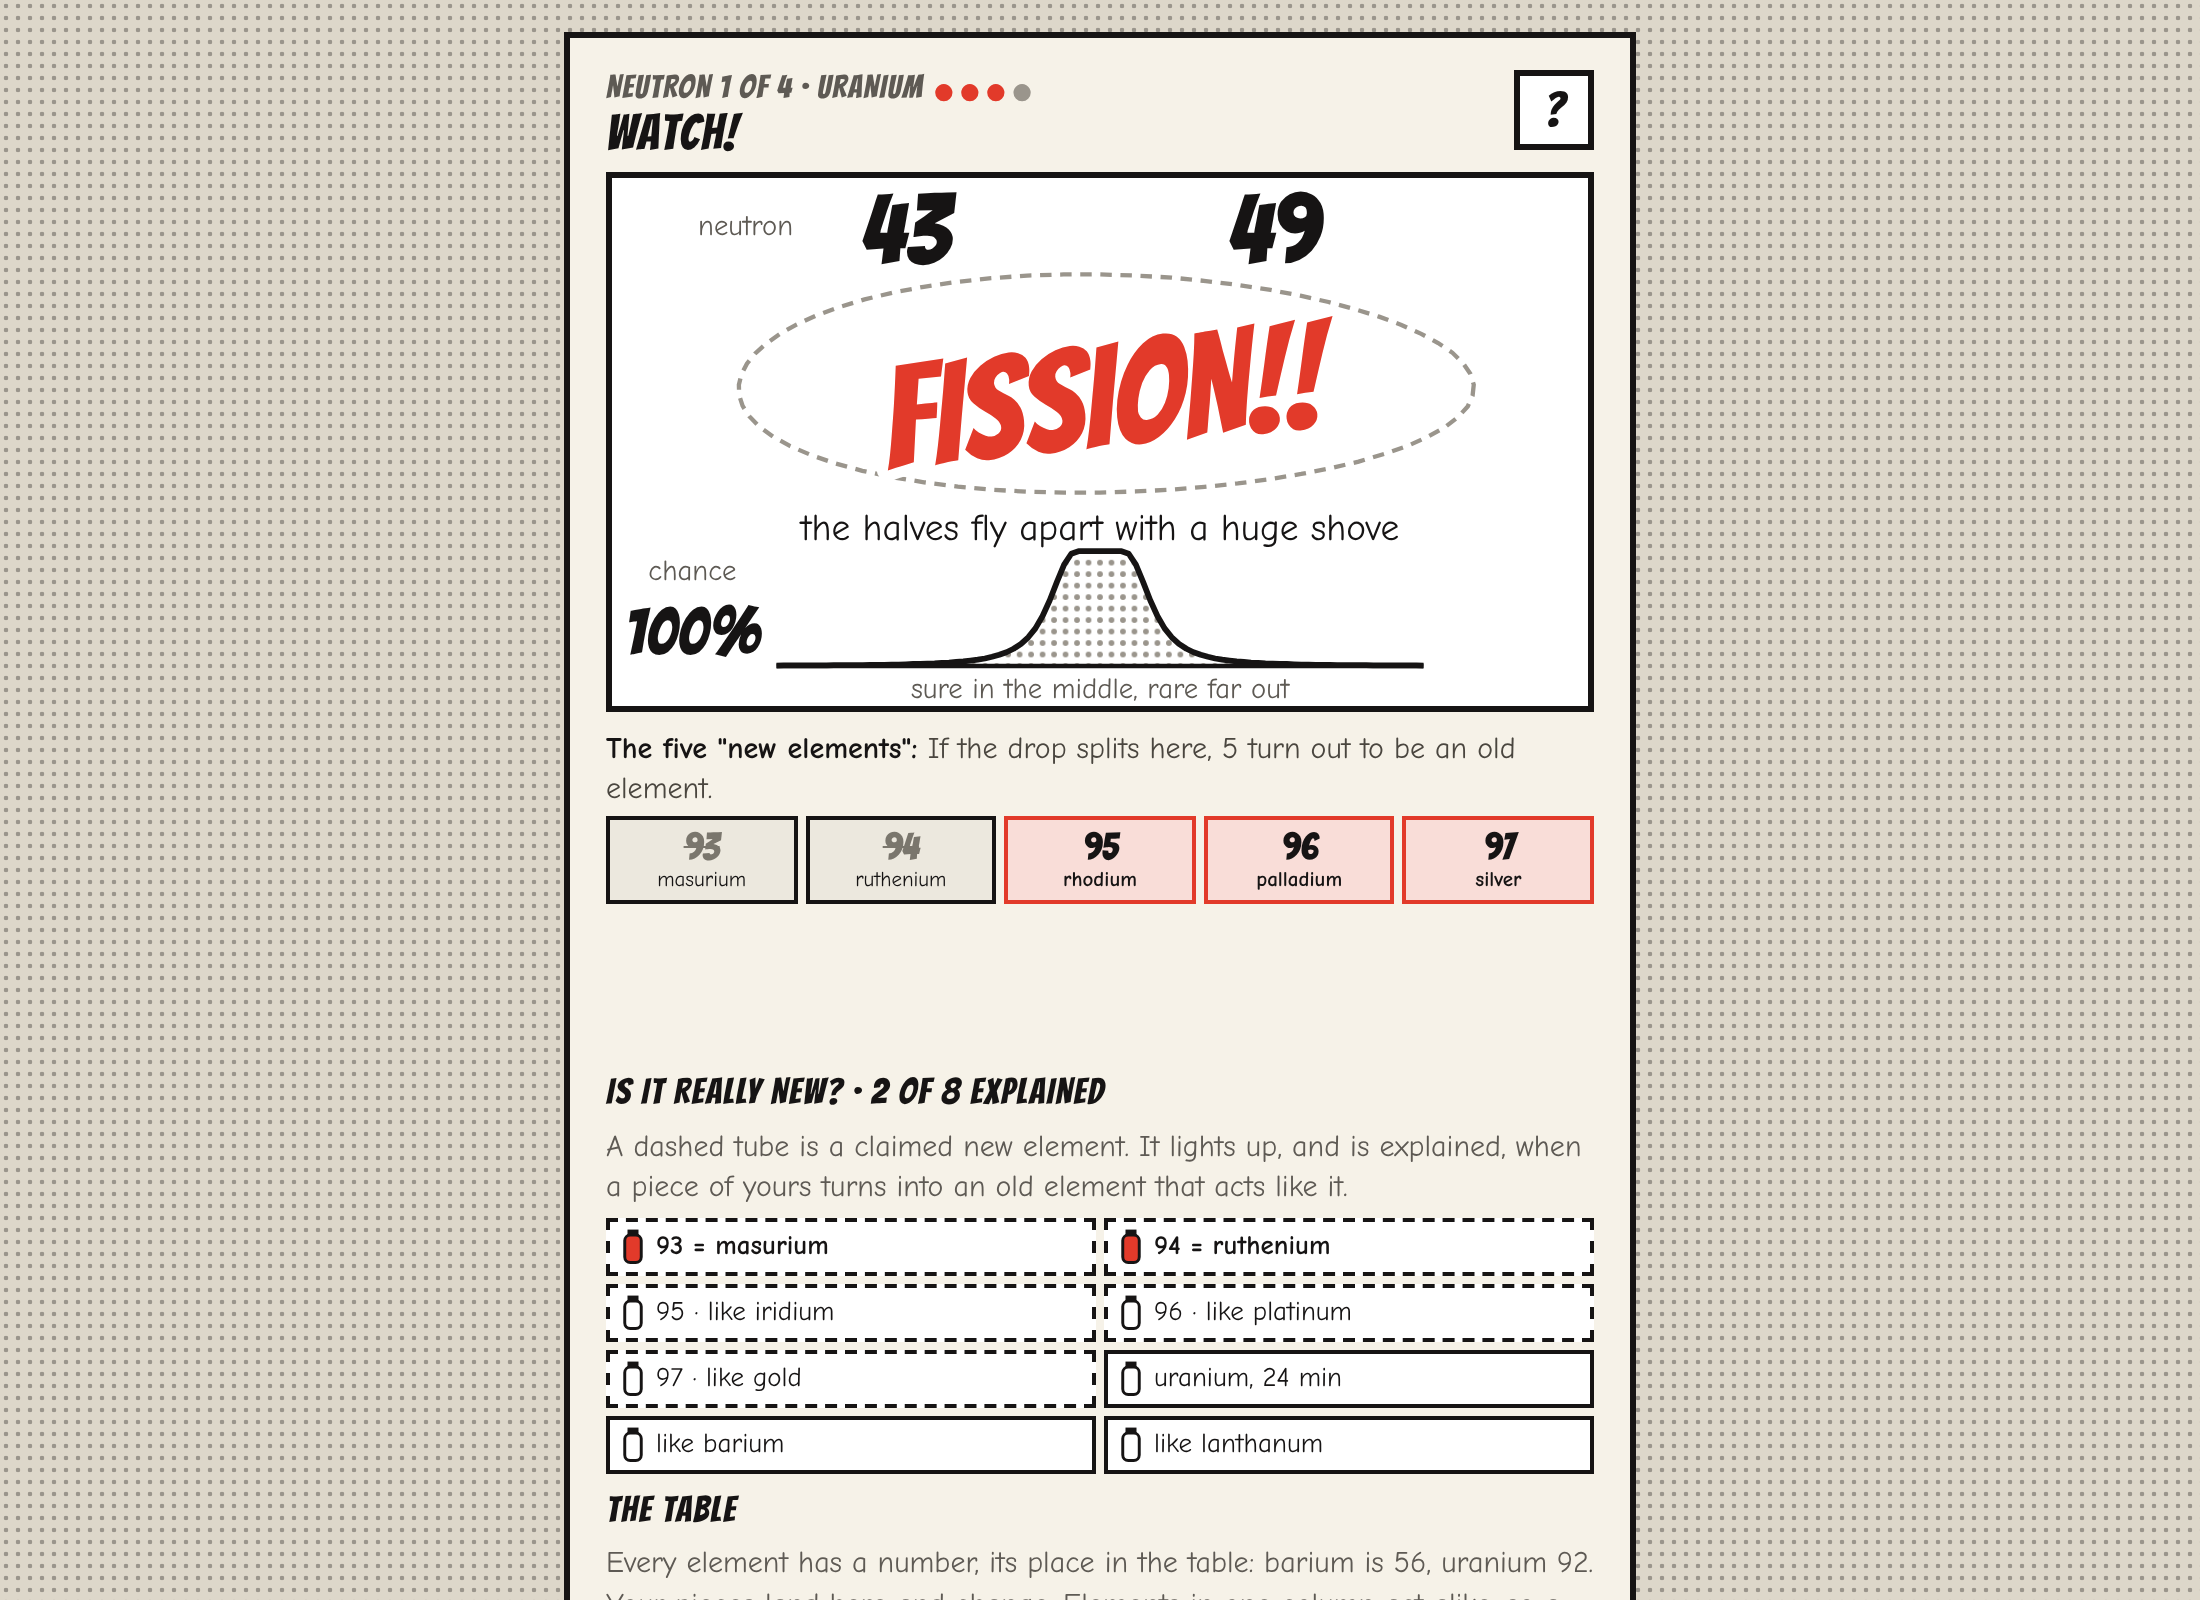 NEUTRON 1 OF 4 · URANIUM
WATCH!
?
neutron
43
49
FISSION!!
the halves fly apart with a huge shove
chance
100%
sure in the middle, rare far out
The five "new elements": If the drop splits here, 5 turn out to be an old
element.
93
masurium
94
ruthenium
95
rhodium
96
palladium
97
silver
IS IT REALLY NEW? · 2 OF 8 EXPLAINED
A dashed tube is a claimed new element. It lights up, and is explained, when
a piece of yours turns into an old element that acts like it.
93 = masurium
94 = ruthenium
95 · like iridium
96 · like platinum
97 · like gold
uranium, 24 min
like barium
like lanthanum
THE TABLE
Every element has a number, its place in the table: barium is 56, uranium 92.